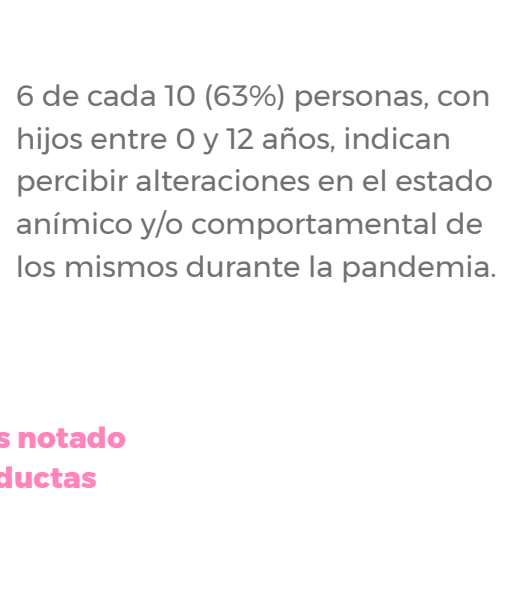 6 de cada 10 (63%) personas, con
hijos entre 0 y 12 años, indican
percibir alteraciones en el estado
anímico y/o comportamental de
los mismos durante la pandemia.
notado